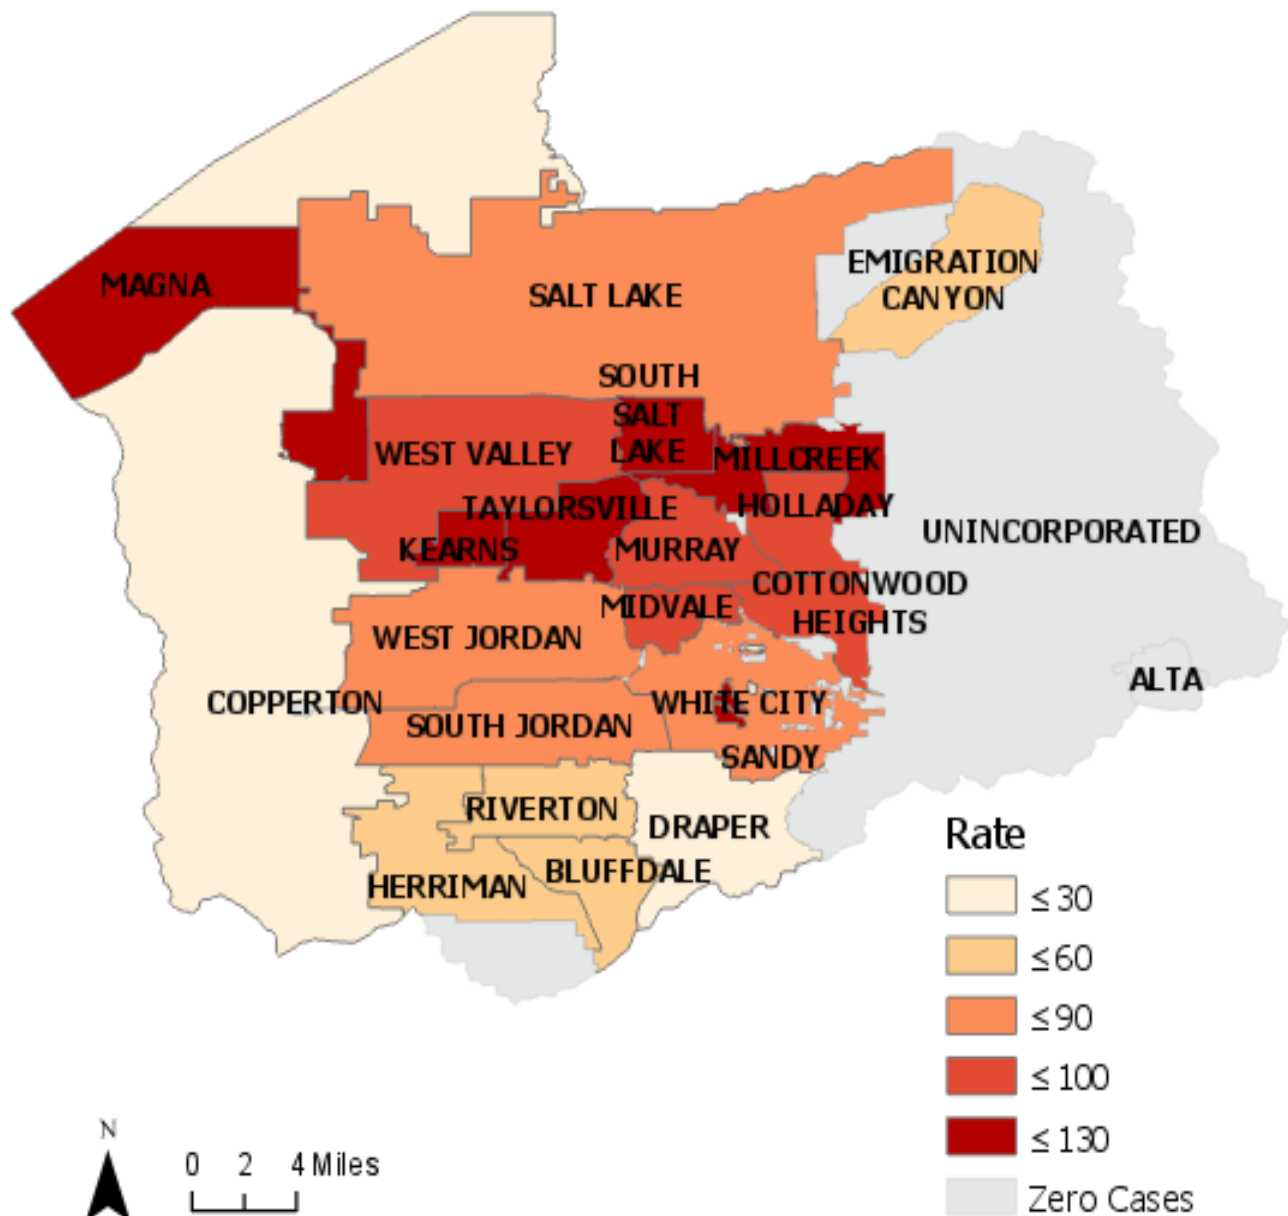 MAGNA
SALT LAKE
EMIGRATION
CANYON
SOUTH
SALT
LAKE
WEST VALLEY
MILLCREEK
TAYLORSVILLE
HOLLADAY
UNINCORPORATED
KEARNS
MURRAY
COTTONWOOD
HEIGHTS
MIDVALE
WEST JORDAN
ALTA
COPPERTON
WHITE CITY
SOUTH JORDAN
SANDY
RIVERTON
DRAPER
BLUFFDALE
HERRIMAN
Rate
≤ 30
≤60
≤90
≤ 100
≤ 130
Zero Cases
N
0 2 4 Miles